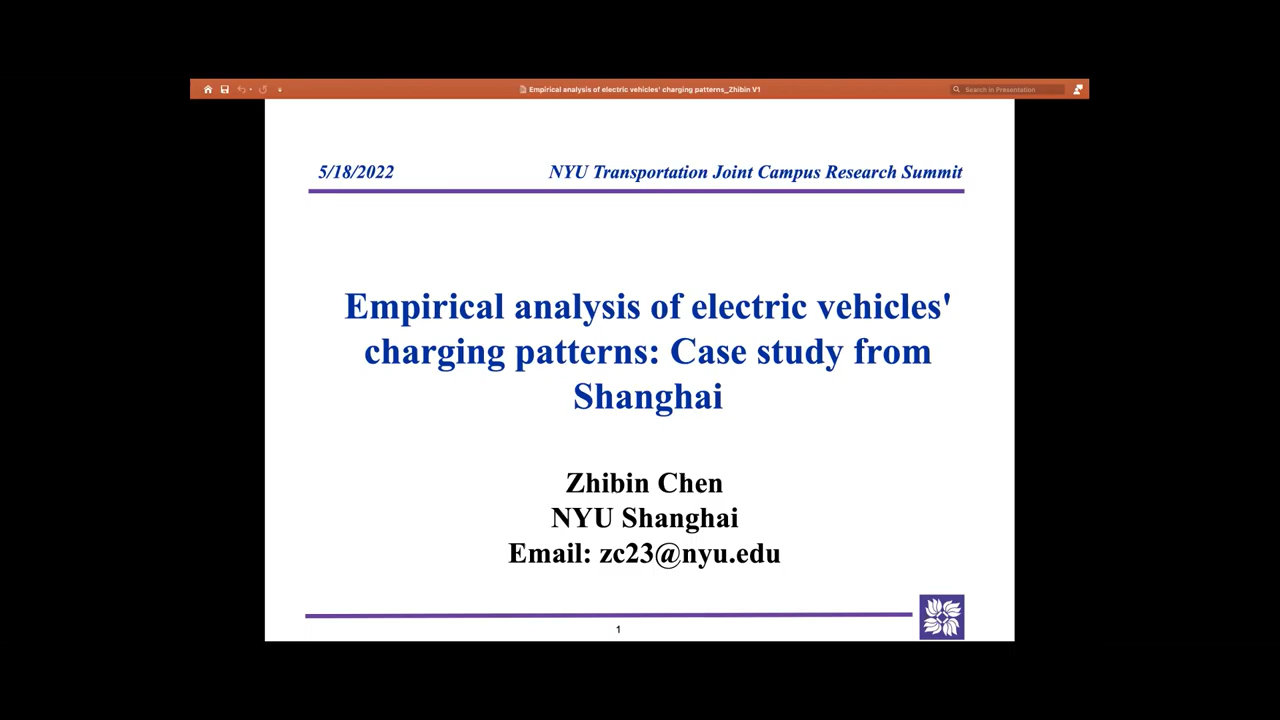 Empirical analysis of electric vehicles' charging patterns_Zhibin V1
Search in Presentation
5/18/2022
NYU Transportation Joint Campus Research Summit
Empirical analysis of electric vehicles'
charging patterns: Case study from
Shanghai
Zhibin Chen
NYU Shanghai
Email: zc23@nyu.edu
1